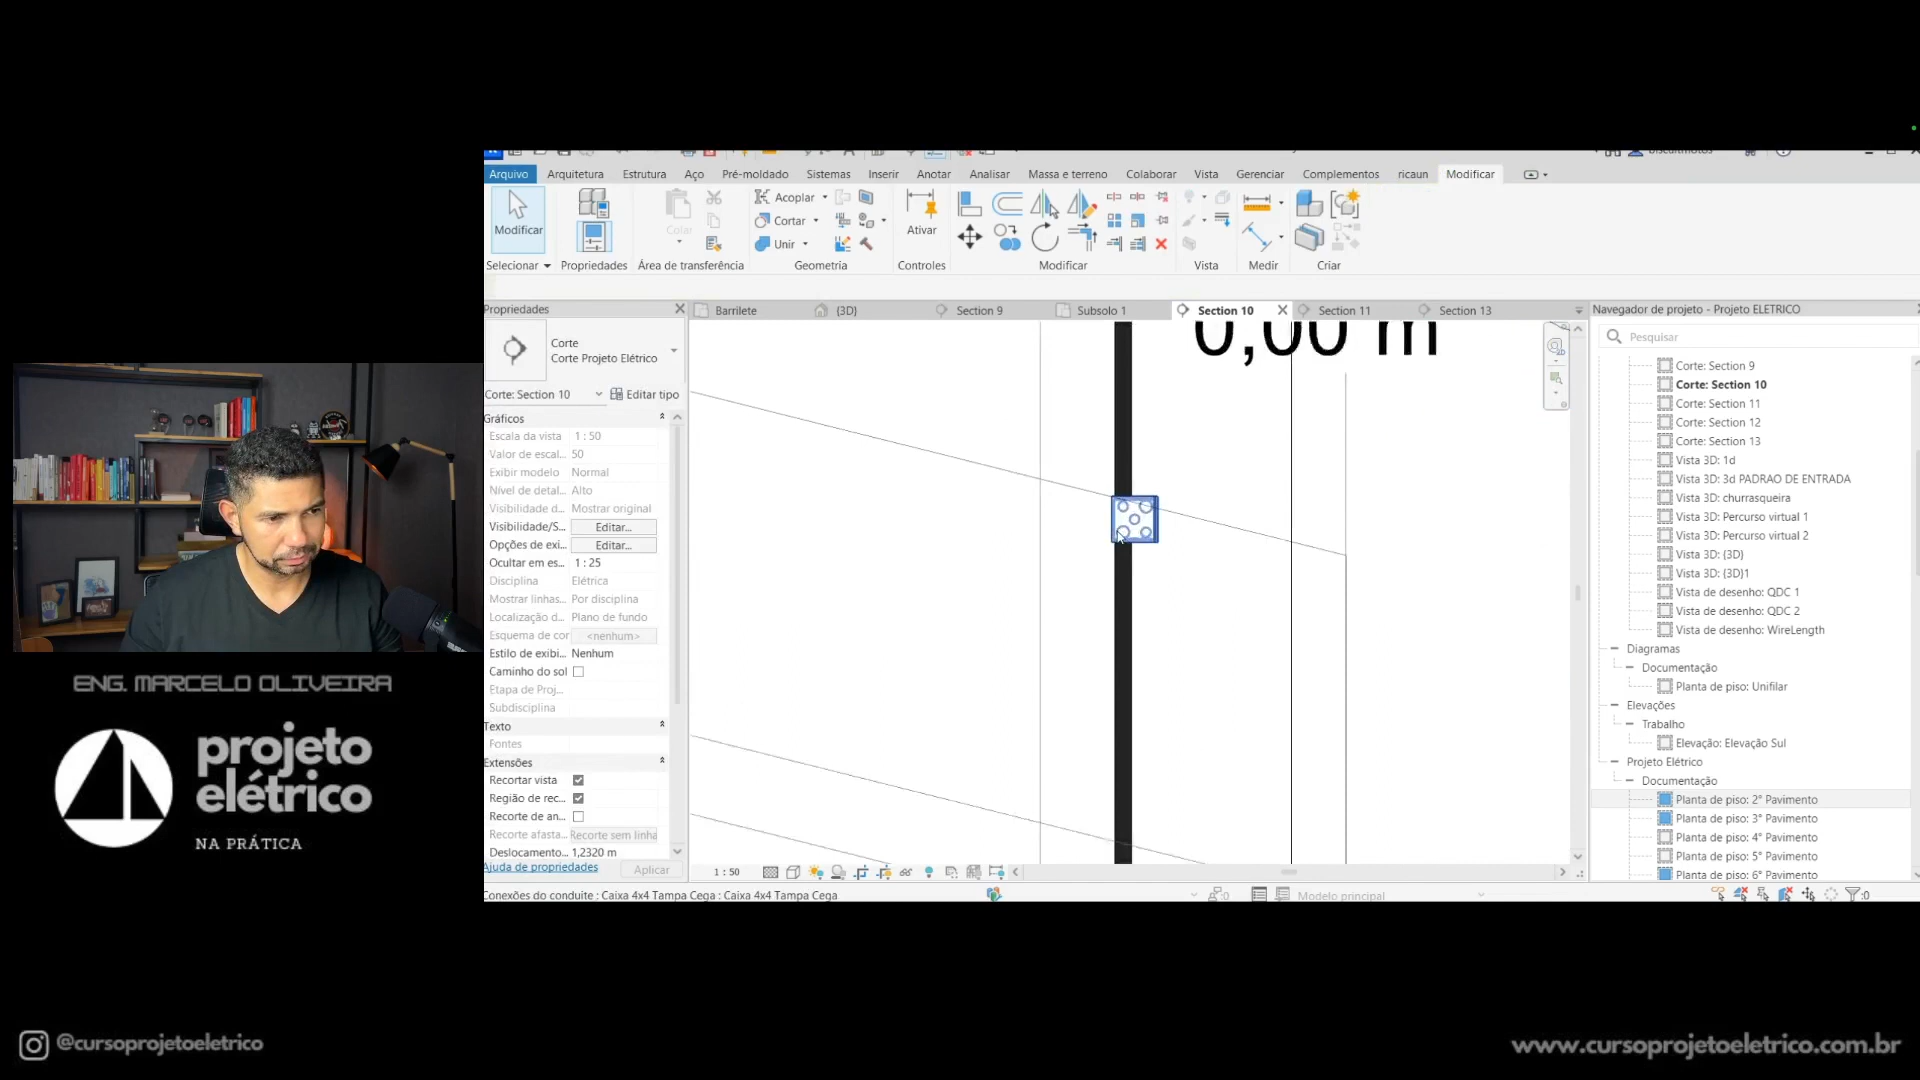 Arquivo Arquitetura Estrutura Aço Pré-moldado Sistemas Inserir Anotar Analisar Massa e terreno Colaborar Vista Gerenciar Complementos ricaun Modificar
Modificar
Colar
Acoplar
Cortar
Unir
Ativar
Selecionar Propriedades Área de transferência Geometria Controles Modificar Vista Medir Criar
Propriedades
Barrilete {3D} Section 9 Subsolo 1 Section 10 Section 11 Section 13
Navegador de projeto - Projeto ELETRICO
Corte
Corte Projeto Elétrico
Corte: Section 10 Editar tipo
Gráficos
Escala da vista 1 : 50
Valor de escal... 50
Exibir modelo Normal
Nível de detal... Alto
Visibilidade d... Mostrar original
Visibilidade/S... Editar...
Opções de exi... Editar...
Ocultar em es... 1 : 25
Disciplina Elétrica
Mostrar linhas... Por disciplina
Localização d... Plano de fundo
Esquema de cor <nenhum>
Estilo de exibi... Nenhum
Caminho do sol
Etapa de Proj...
Subdisciplina
Texto
Fontes
Extensões
Recortar vista
Região de rec...
Recorte de an...
Recorte afasta... Recorte sem linha
Deslocamento... 1,2320 m
Ajuda de propriedades Aplicar
0,00 m
1 : 50
Conexões do conduite : Caixa 4x4 Tampa Cega : Caixa 4x4 Tampa Cega
:0
Modelo principal
:0
Pesquisar
Corte: Section 9
Corte: Section 10
Corte: Section 11
Corte: Section 12
Corte: Section 13
Vista 3D: 1d
Vista 3D: 3d PADRAO DE ENTRADA
Vista 3D: churrasqueira
Vista 3D: Percurso virtual 1
Vista 3D: Percurso virtual 2
Vista 3D: {3D}
Vista 3D: {3D}1
Vista de desenho: QDC 1
Vista de desenho: QDC 2
Vista de desenho: WireLength
Diagramas
Documentação
Planta de piso: Unifilar
Elevações
Trabalho
Elevação: Elevação Sul
Projeto Elétrico
Documentação
Planta de piso: 2° Pavimento
Planta de piso: 3° Pavimento
Planta de piso: 4° Pavimento
Planta de piso: 5° Pavimento
Planta de piso: 6° Pavimento
ENG. MARCELO OLIVEIRA
projeto
elétrico
NA PRÁTICA
@cursoprojetoeletrico
www.cursoprojetoeletrico.com.br